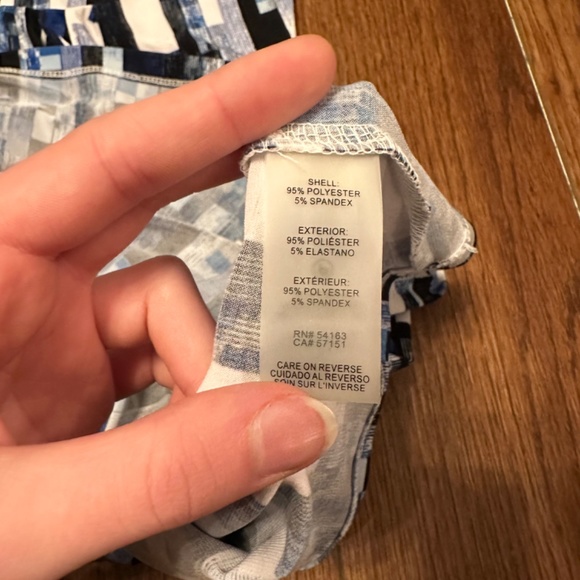 SHELL:
95% POLYESTER
5% SPANDEX
EXTERIOR:
95% POLIÉSTER
5% ELASTANO
EXTÉRIEUR:
95% POLYESTER
5% SPANDEX
RN# 54163
CA# 57151
CARE ON REVERSE
CUIDADO AL REVERSO
SOIN SUR L'INVERSE